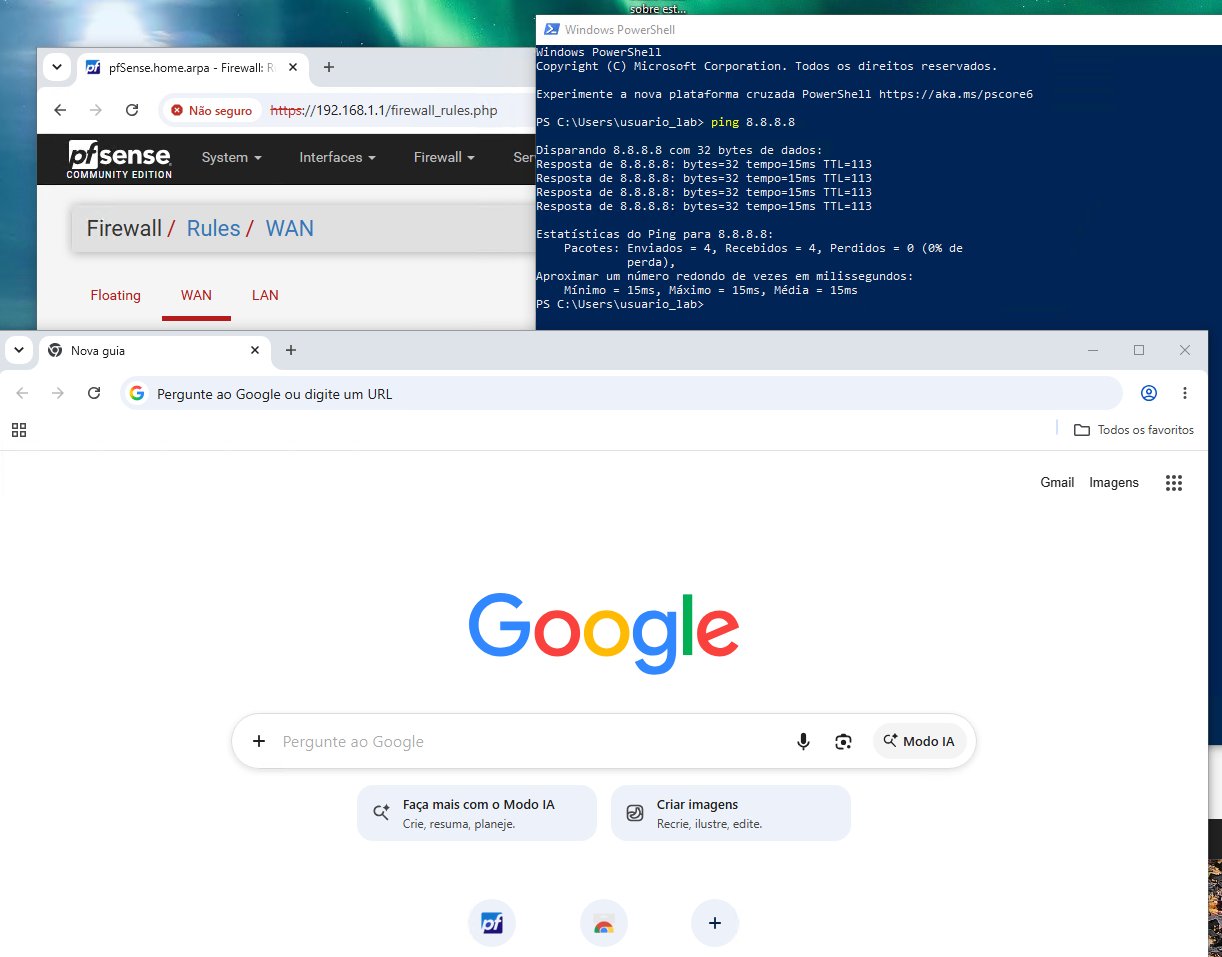 sobre est...
Windows PowerShell
Windows PowerShell
Copyright (C) Microsoft Corporation. Todos os direitos reservados.
Experimente a nova plataforma cruzada PowerShell https://aka.ms/pscore6
PS C:\Users\usuario_lab> ping 8.8.8.8
Disparando 8.8.8.8 com 32 bytes de dados:
Resposta de 8.8.8.8: bytes=32 tempo=15ms TTL=113
Resposta de 8.8.8.8: bytes=32 tempo=15ms TTL=113
Resposta de 8.8.8.8: bytes=32 tempo=15ms TTL=113
Resposta de 8.8.8.8: bytes=32 tempo=15ms TTL=113
Estatísticas do Ping para 8.8.8.8:
Pacotes: Enviados = 4, Recebidos = 4, Perdidos = 0 (0% de
perda),
Aproximar um número redondo de vezes em milissegundos:
Mínimo = 15ms, Máximo = 15ms, Média = 15ms
PS C:\Users\usuario_lab>
pfSense.home.arpa - Firewall: R
Não seguro https://192.168.1.1/firewall_rules.php
pfsense
COMMUNITY EDITION
System Interfaces Firewall Ser
Firewall / Rules / WAN
Floating WAN LAN
Nova guia
Pergunte ao Google ou digite um URL
Todos os favoritos
Gmail Imagens
Google
Pergunte ao Google Modo IA
Faça mais com o Modo IA
Crie, resuma, planeje.
Criar imagens
Recrie, ilustre, edite.
pf